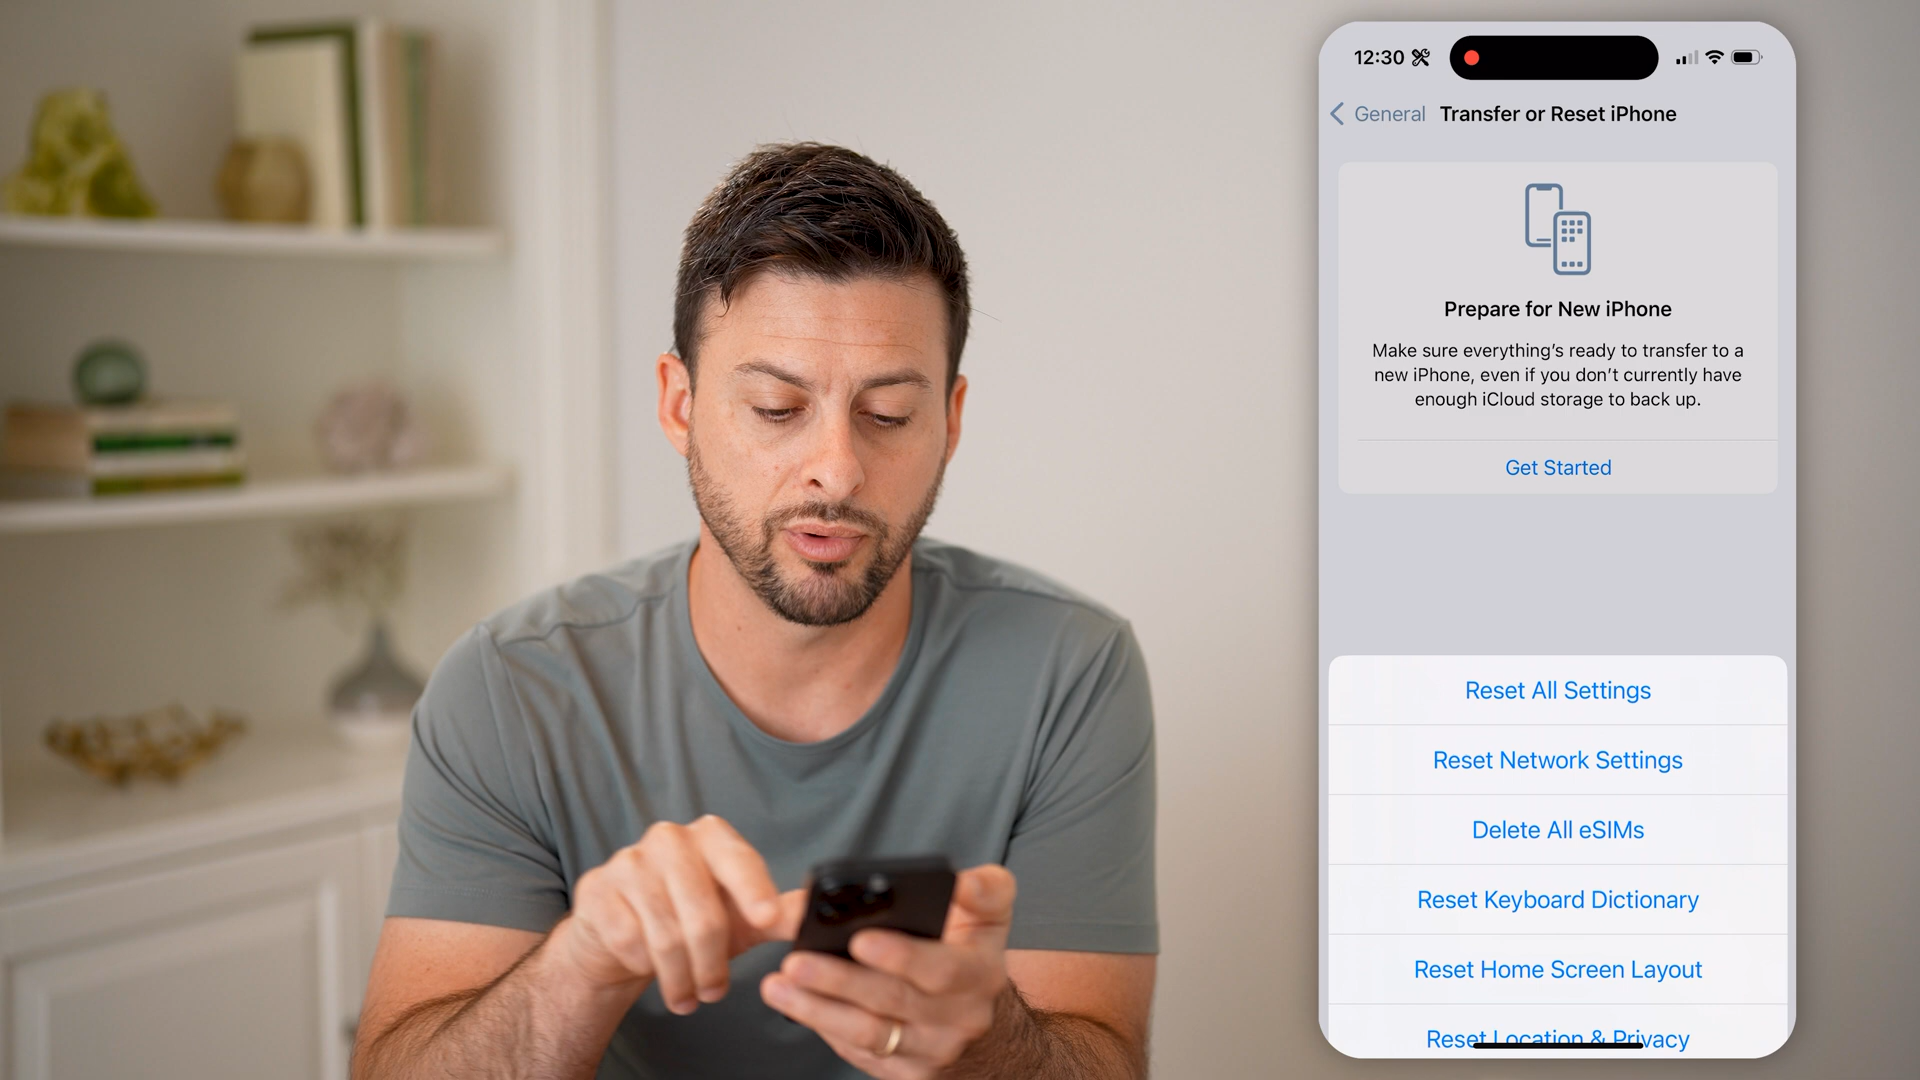 12:30
General Transfer or Reset iPhone
Prepare for New iPhone
Make sure everything’s ready to transfer to a
new iPhone, even if you don’t currently have
enough iCloud storage to back up.
Get Started
Reset All Settings
Reset Network Settings
Delete All eSIMs
Reset Keyboard Dictionary
Reset Home Screen Layout
Reset Location & Privacy